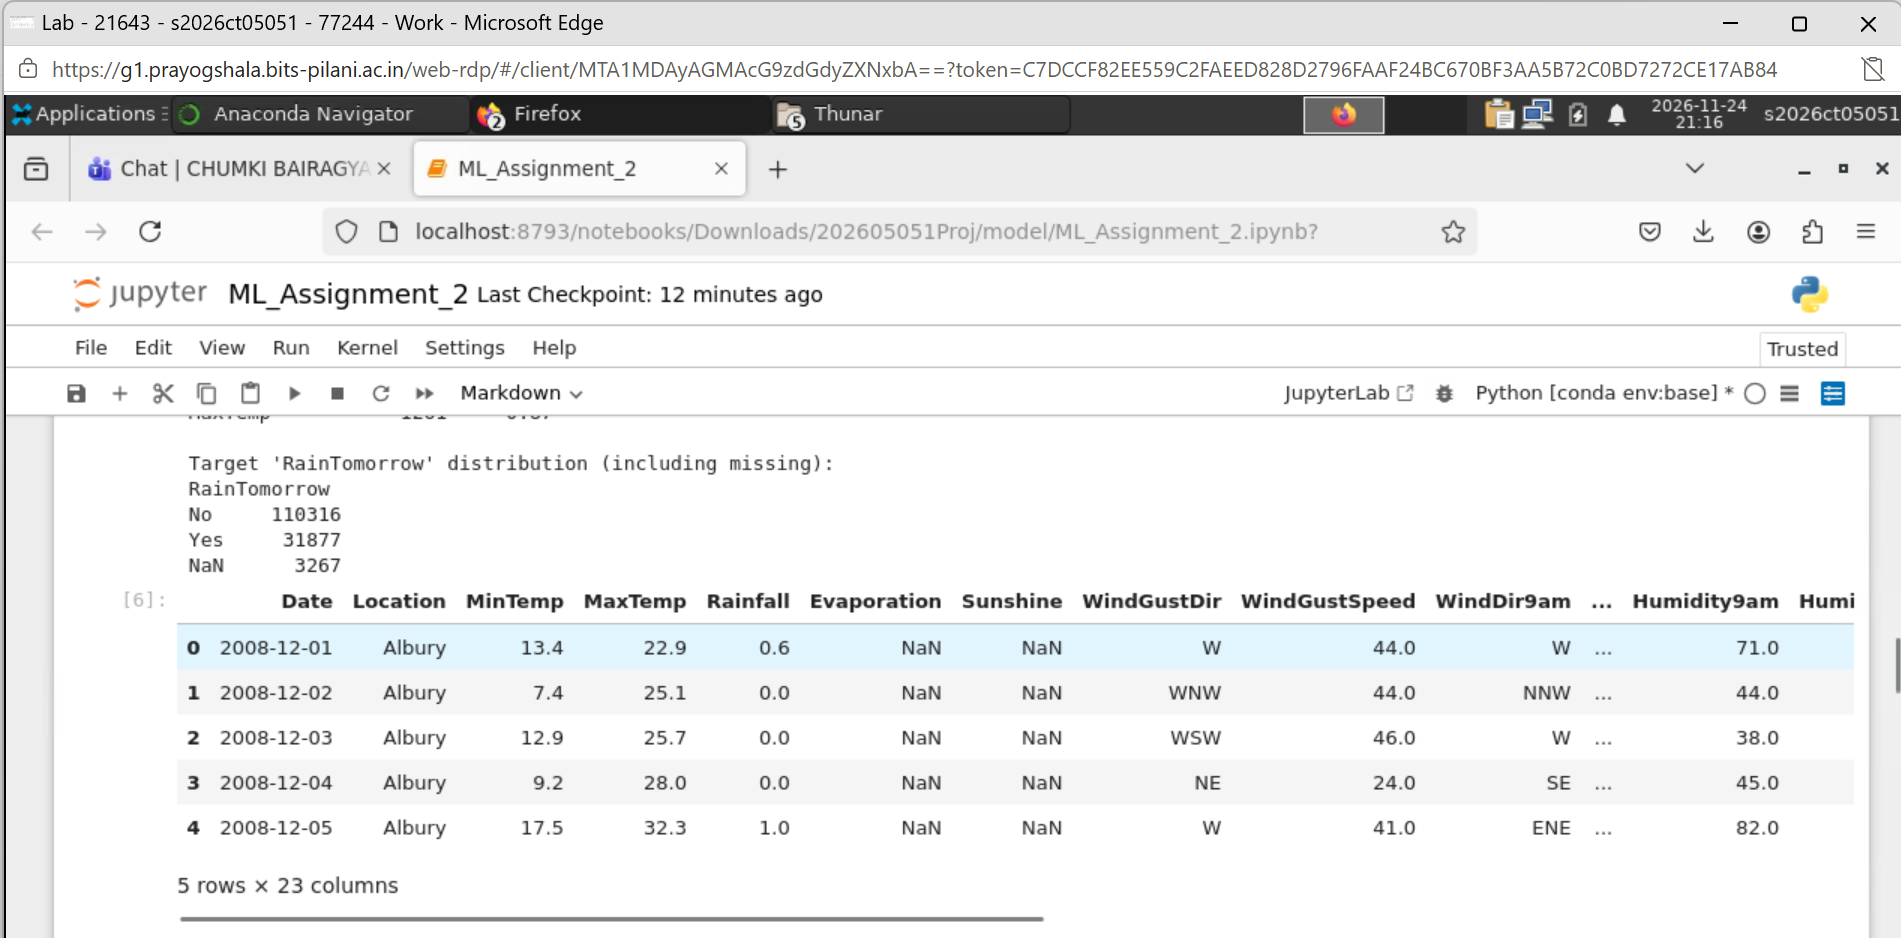 Lab - 21643 - s2026ct05051 - 77244 - Work - Microsoft Edge
https://g1.prayogshala.bits-pilani.ac.in/web-rdp/#/client/MTA1MDAyAGMAcG9zdGdyZXNxbA==?token=C7DCCF82EE559C2FAEED828D2796FAAF24BC670BF3AA5B72C0BD7272CE17AB84
Applications Anaconda Navigator 2 Firefox 5 Thunar 2026-11-24 21:16 s2026ct05051
Chat | CHUMKI BAIRAGYA ML_Assignment_2
localhost:8793/notebooks/Downloads/202605051Proj/model/ML_Assignment_2.ipynb?
jupyter ML_Assignment_2 Last Checkpoint: 12 minutes ago
File Edit View Run Kernel Settings Help Trusted
Markdown JupyterLab Python [conda env:base] *
Target 'RainTomorrow' distribution (including missing):
RainTomorrow
No 110316
Yes 31877
NaN 3267
[6]: Date Location MinTemp MaxTemp Rainfall Evaporation Sunshine WindGustDir WindGustSpeed WindDir9am ... Humidity9am Humi
0 2008-12-01 Albury 13.4 22.9 0.6 NaN NaN W 44.0 W ... 71.0
1 2008-12-02 Albury 7.4 25.1 0.0 NaN NaN WNW 44.0 NNW ... 44.0
2 2008-12-03 Albury 12.9 25.7 0.0 NaN NaN WSW 46.0 W ... 38.0
3 2008-12-04 Albury 9.2 28.0 0.0 NaN NaN NE 24.0 SE ... 45.0
4 2008-12-05 Albury 17.5 32.3 1.0 NaN NaN W 41.0 ENE ... 82.0
5 rows × 23 columns